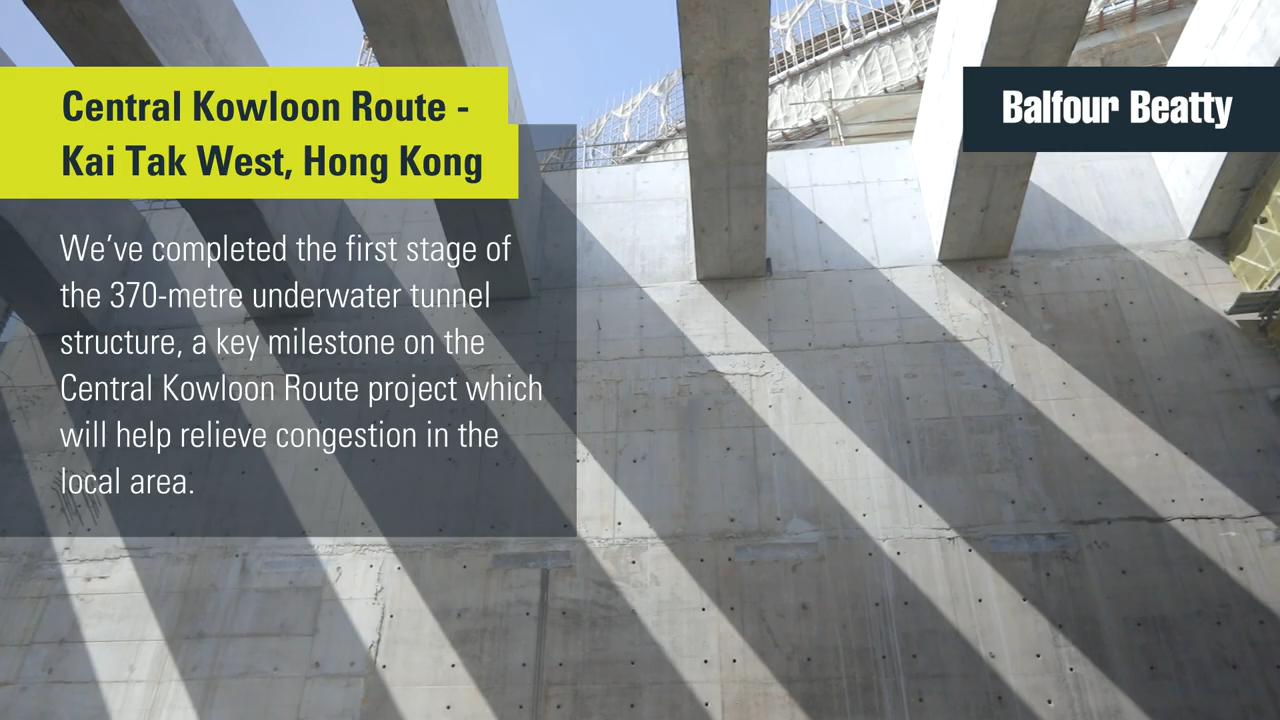 Central Kowloon Route -
Kai Tak West, Hong Kong
Balfour Beatty
We've completed the first stage of
the 370-metre underwater tunnel
structure, a key milestone on the
Central Kowloon Route project which
will help relieve congestion in the
local area.